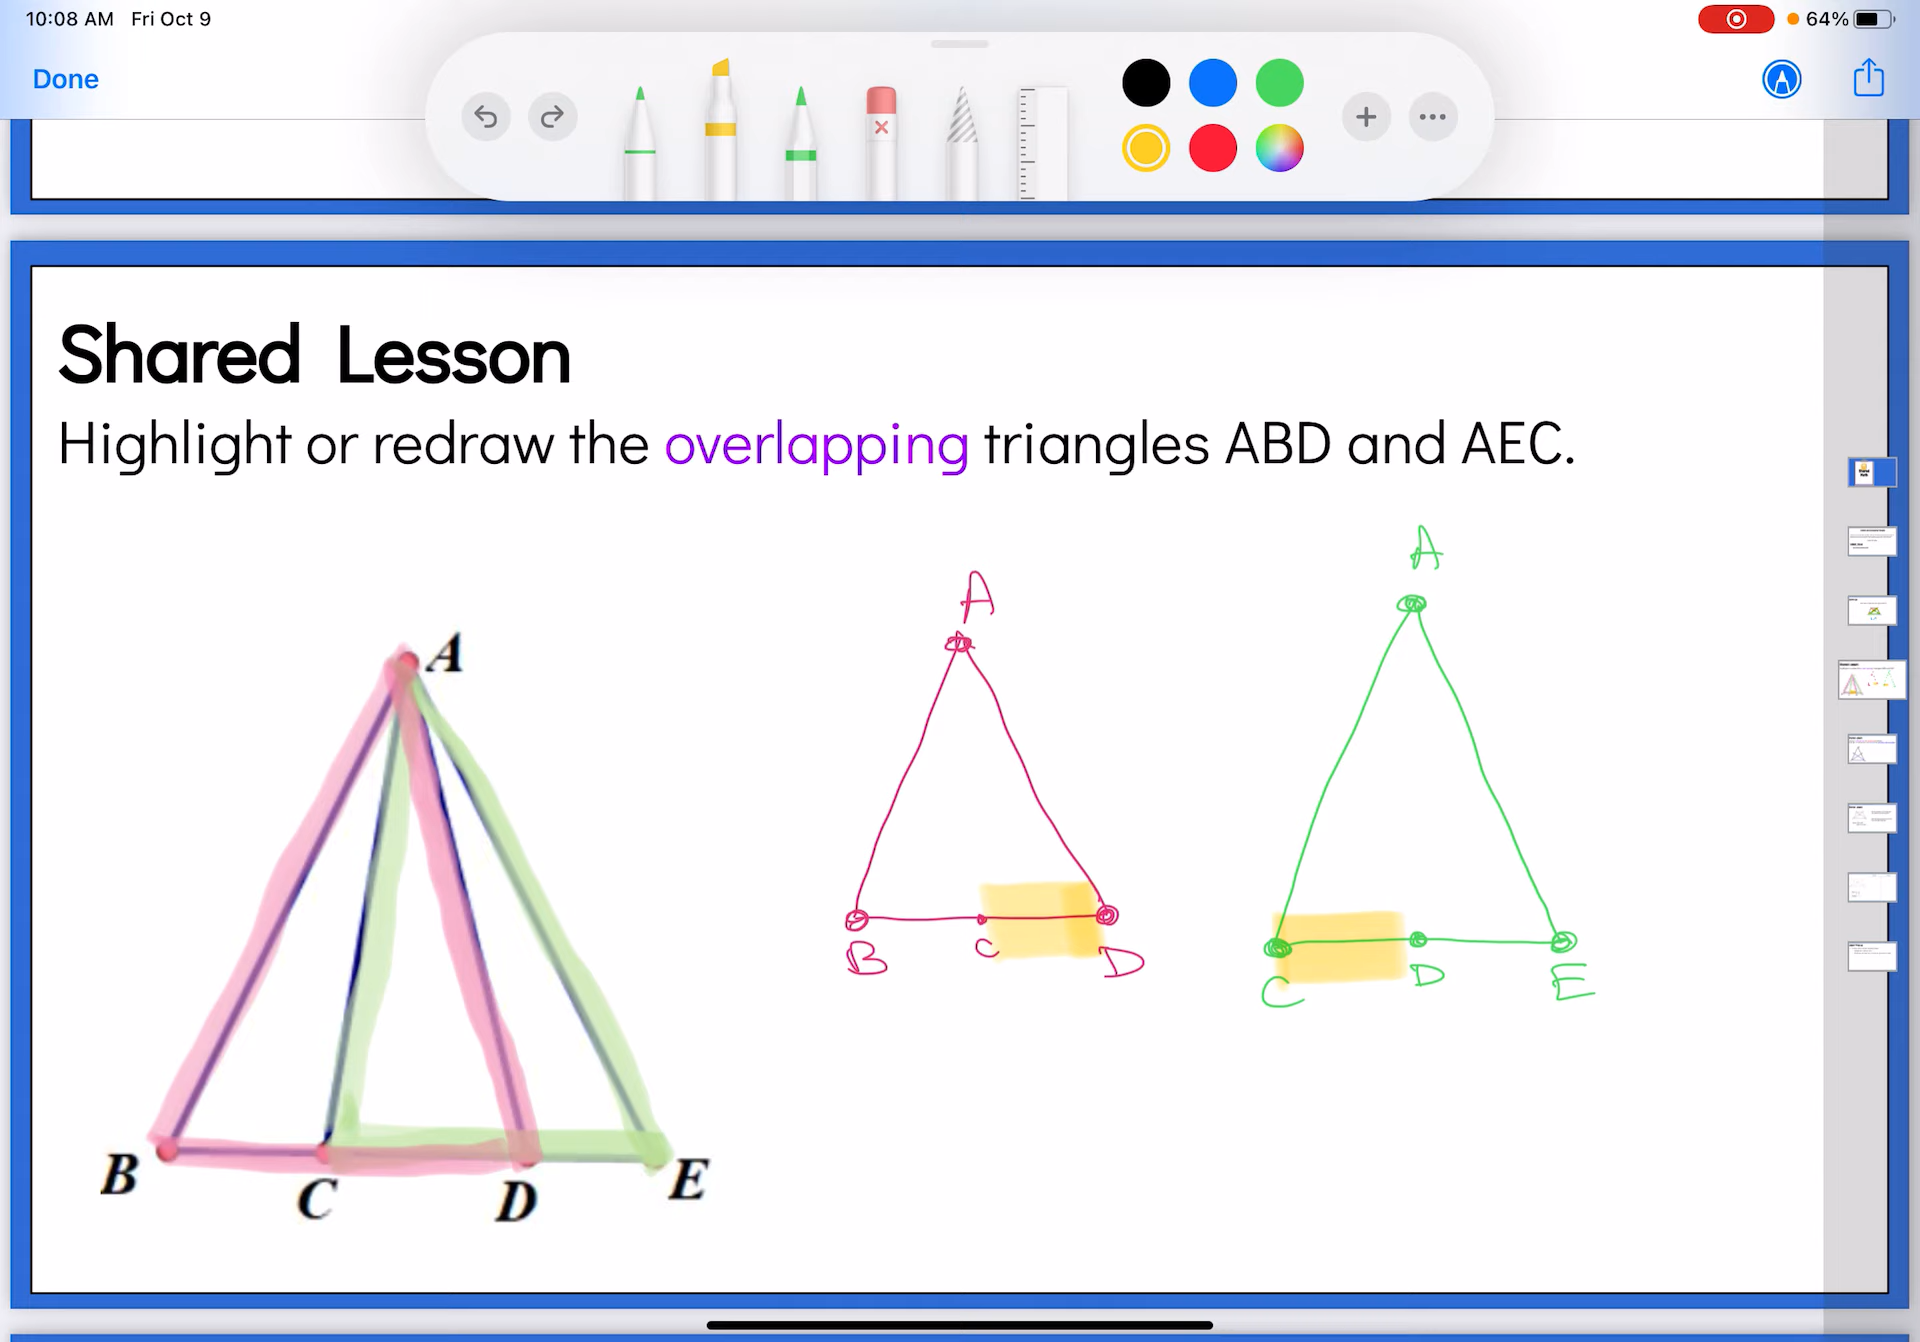 10:08 AM Fri Oct 9
64%
Done
Shared Lesson
Highlight or redraw the overlapping triangles ABD and AEC.
A
B
C
D
E
A
B
C
D
A
C
D
E